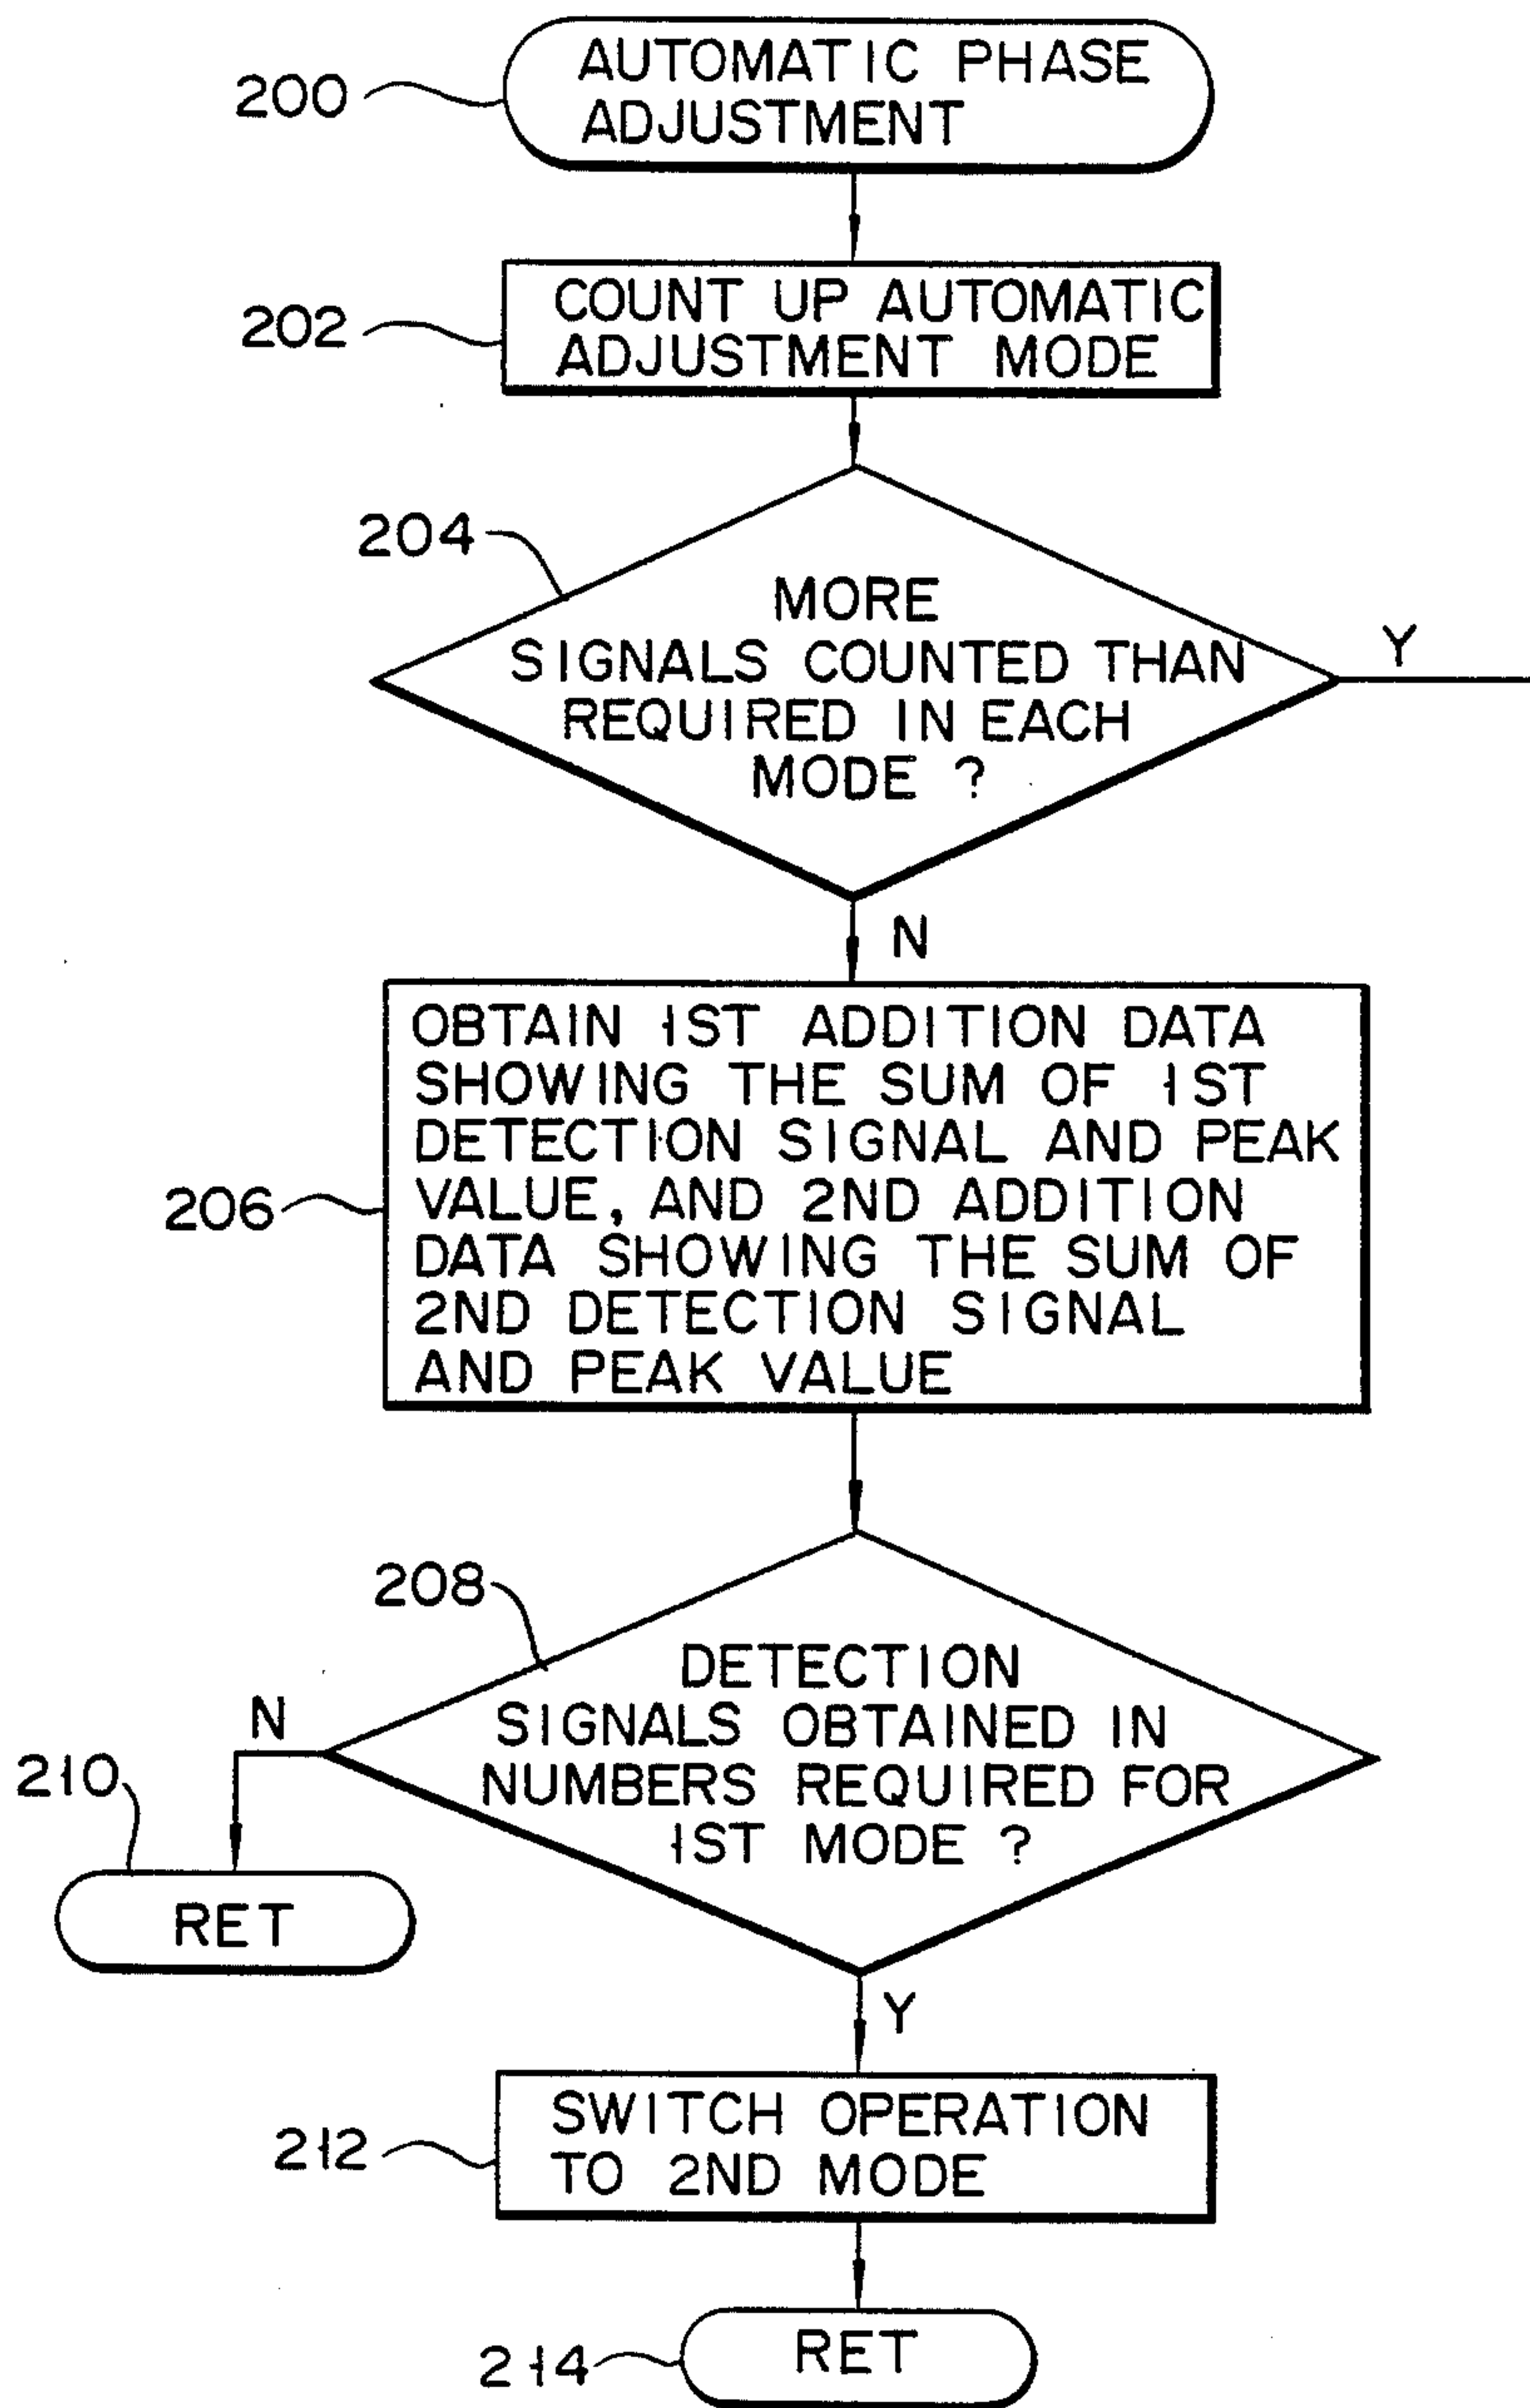 200
AUTOMATIC PHASE
ADJUSTMENT
202
COUNT UP AUTOMATIC
ADJUSTMENT MODE
204
MORE
SIGNALS COUNTED THAN
REQUIRED IN EACH
MODE ?
Y
N
206
OBTAIN 1ST ADDITION DATA
SHOWING THE SUM OF 1ST
DETECTION SIGNAL AND PEAK
VALUE, AND 2ND ADDITION
DATA SHOWING THE SUM OF
2ND DETECTION SIGNAL
AND PEAK VALUE
208
DETECTION
SIGNALS OBTAINED IN
NUMBERS REQUIRED FOR
1ST MODE ?
N
210
RET
Y
212
SWITCH OPERATION
TO 2ND MODE
214
RET